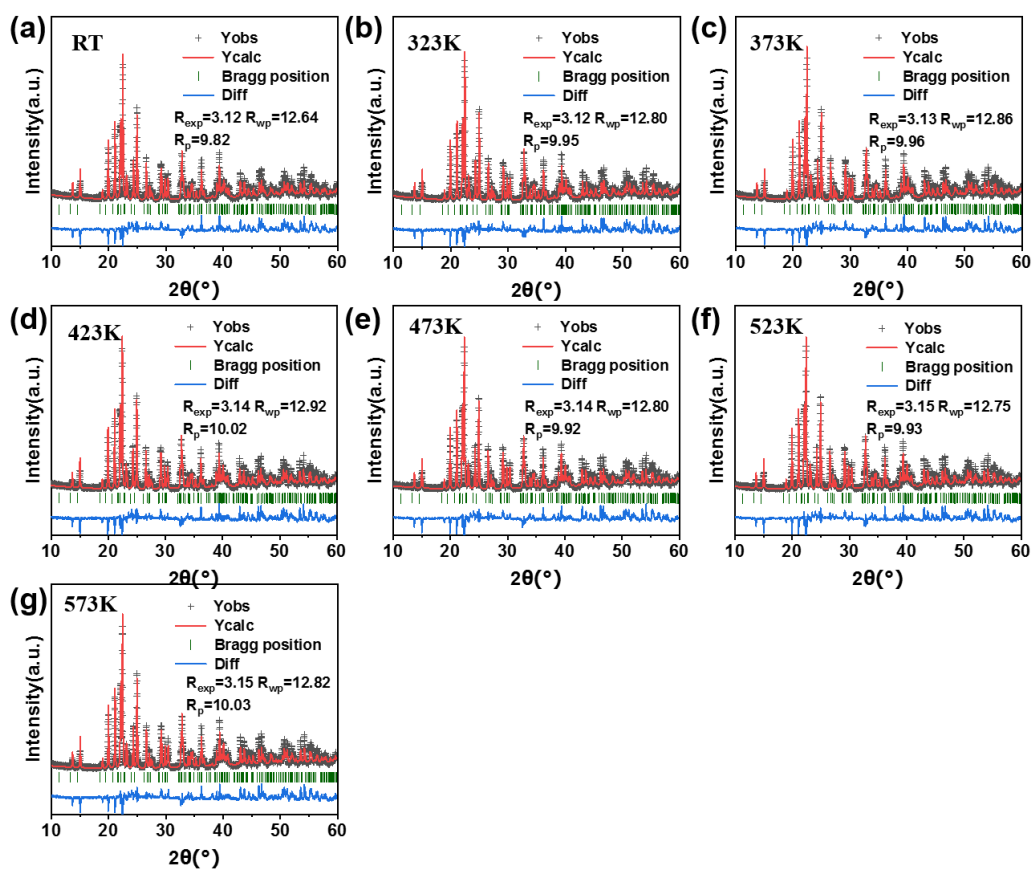 (a)
RT
Yobs
Ycalc
Bragg position
Diff
Rexp=3.12 Rwp=12.64
Rp=9.82
Intensity(a.u.)
10 20 30 40 50 60
2θ(°)
(b)
323K
Yobs
Ycalc
Bragg position
Diff
Rexp=3.12 Rwp=12.80
Rp=9.95
Intensity(a.u.)
10 20 30 40 50 60
2θ(°)
(c)
373K
Yobs
Ycalc
Bragg position
Diff
Rexp=3.13 Rwp=12.86
Rp=9.96
Intensity(a.u.)
10 20 30 40 50 60
2θ(°)
(d)
423K
Yobs
Ycalc
Bragg position
Diff
Rexp=3.14 Rwp=12.92
Rp=10.02
Intensity(a.u.)
10 20 30 40 50 60
2θ(°)
(e)
473K
Yobs
Ycalc
Bragg position
Diff
Rexp=3.14 Rwp=12.80
Rp=9.92
Intensity(a.u.)
10 20 30 40 50 60
2θ(°)
(f)
523K
Yobs
Ycalc
Bragg position
Diff
Rexp=3.15 Rwp=12.75
Rp=9.93
Intensity(a.u.)
10 20 30 40 50 60
2θ(°)
(g)
573K
Yobs
Ycalc
Bragg position
Diff
Rexp=3.15 Rwp=12.82
Rp=10.03
Intensity(a.u.)
10 20 30 40 50 60
2θ(°)